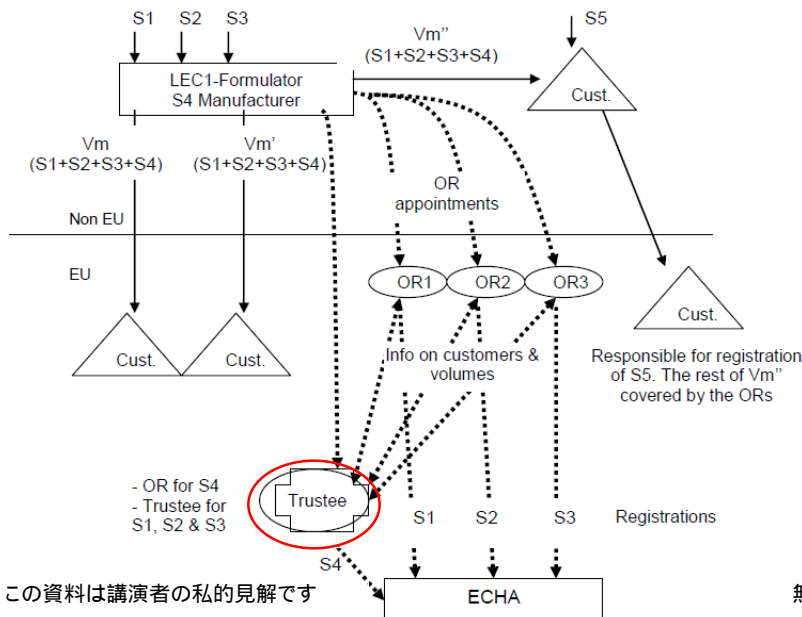 S1 S2 S3
S5
Vm''
(S1+S2+S3+S4)
LEC1-Formulator
S4 Manufacturer
Cust.
Vm
(S1+S2+S3+S4)
Vm'
(S1+S2+S3+S4)
OR
appointments
Non EU
EU
OR1 OR2 OR3
Cust.
Cust.
Cust.
Info on customers &
volumes
Responsible for registration
of S5. The rest of Vm''
covered by the ORs
- OR for S4
- Trustee for
S1, S2 & S3
Trustee
S1 S2 S3
Registrations
S4
ECHA
この資料は講演者の私的見解です
無